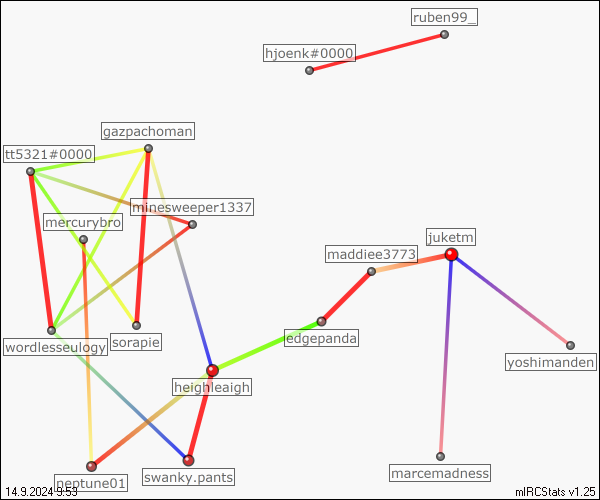 ruben99_
hjoenk#0000
gazpachoman
tt5321#0000
minesweeper1337
mercurybro
juketm
maddiee3773
edgepanda
sorapie
wordlesseulogy
yoshimanden
heighleaigh
marcemadness
swanky.pants
neptune01
14.9.2024 9:53
mIRCStats v1.25